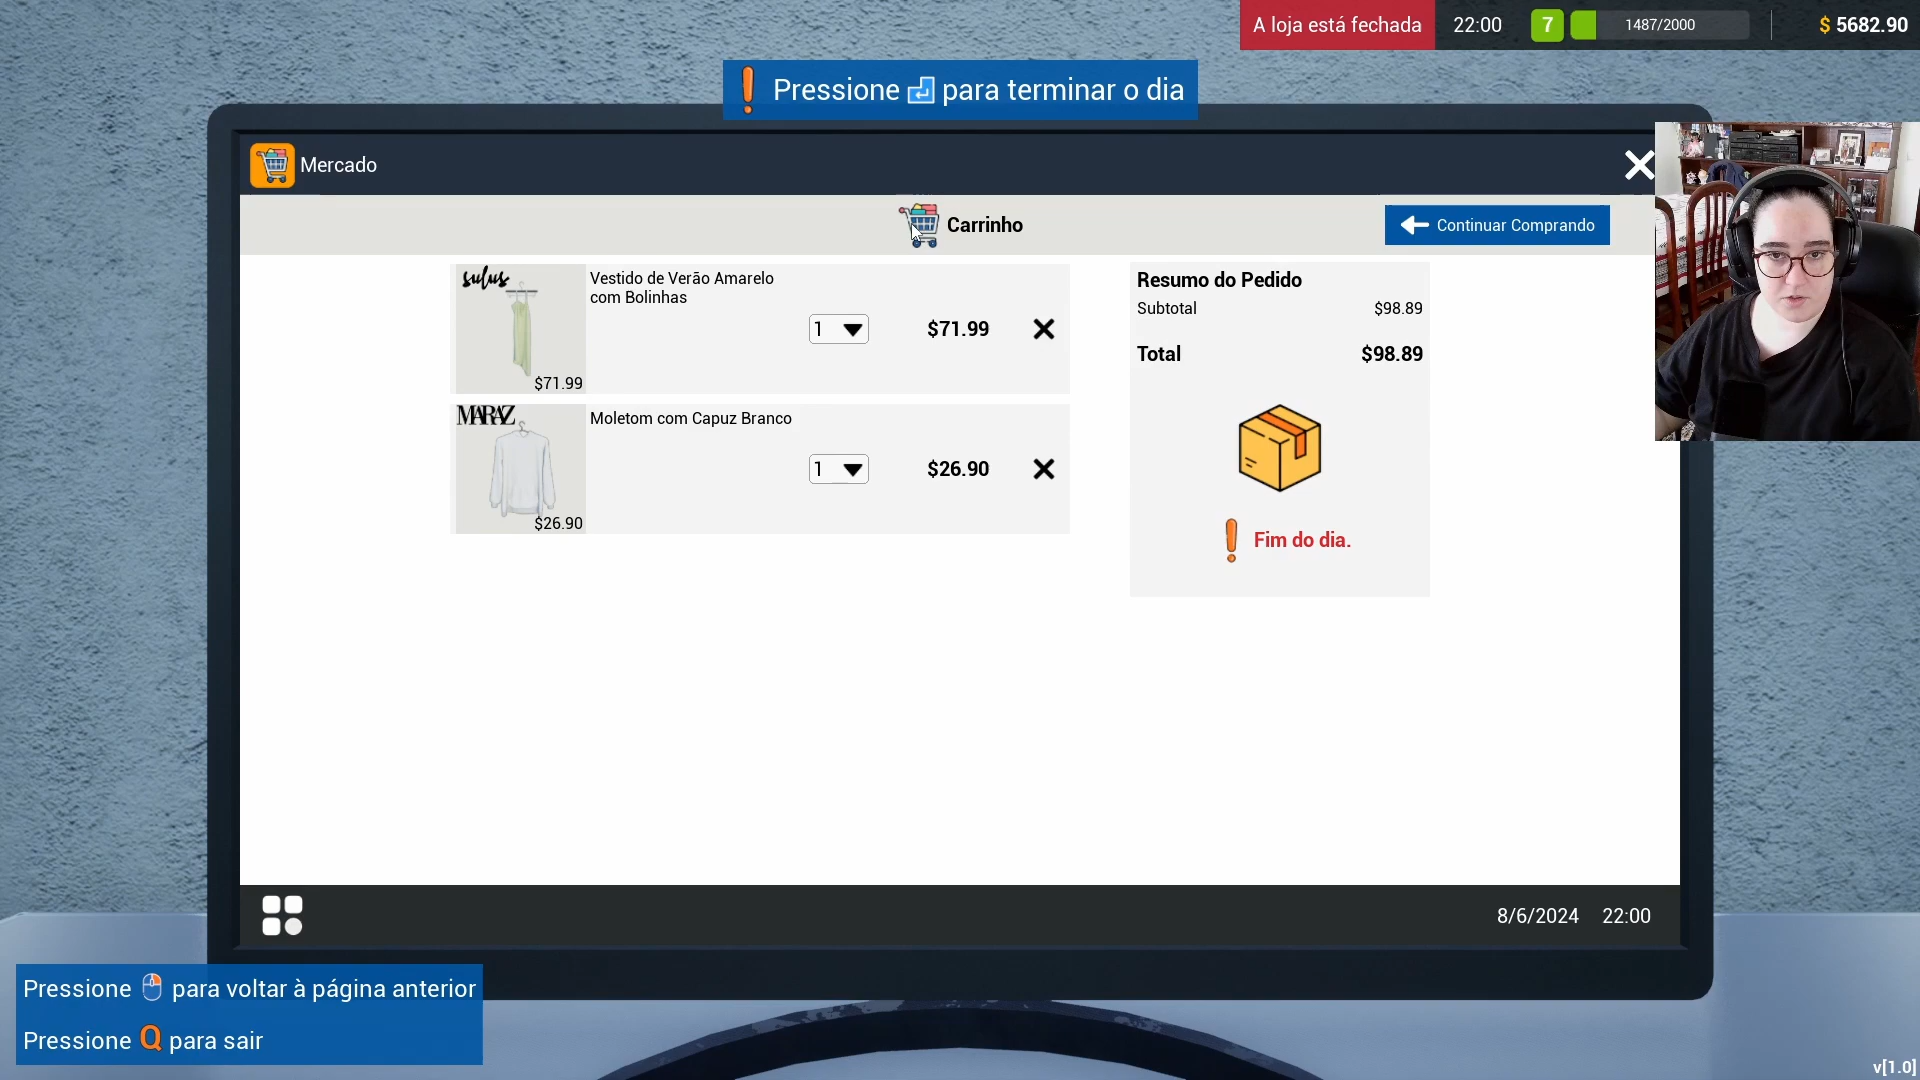 A loja está fechada
22:00
7
1487/2000
$ 5682.90
Pressione para terminar o dia
Mercado
Carrinho
Continuar Comprando
sulus
Vestido de Verão Amarelo
com Bolinhas
1
$71.99
$71.99
MARAZ
Moletom com Capuz Branco
1
$26.90
$26.90
Resumo do Pedido
Subtotal $98.89
Total $98.89
Fim do dia.
8/6/2024 22:00
Pressione para voltar à página anterior
Pressione Q para sair
v[1.0]